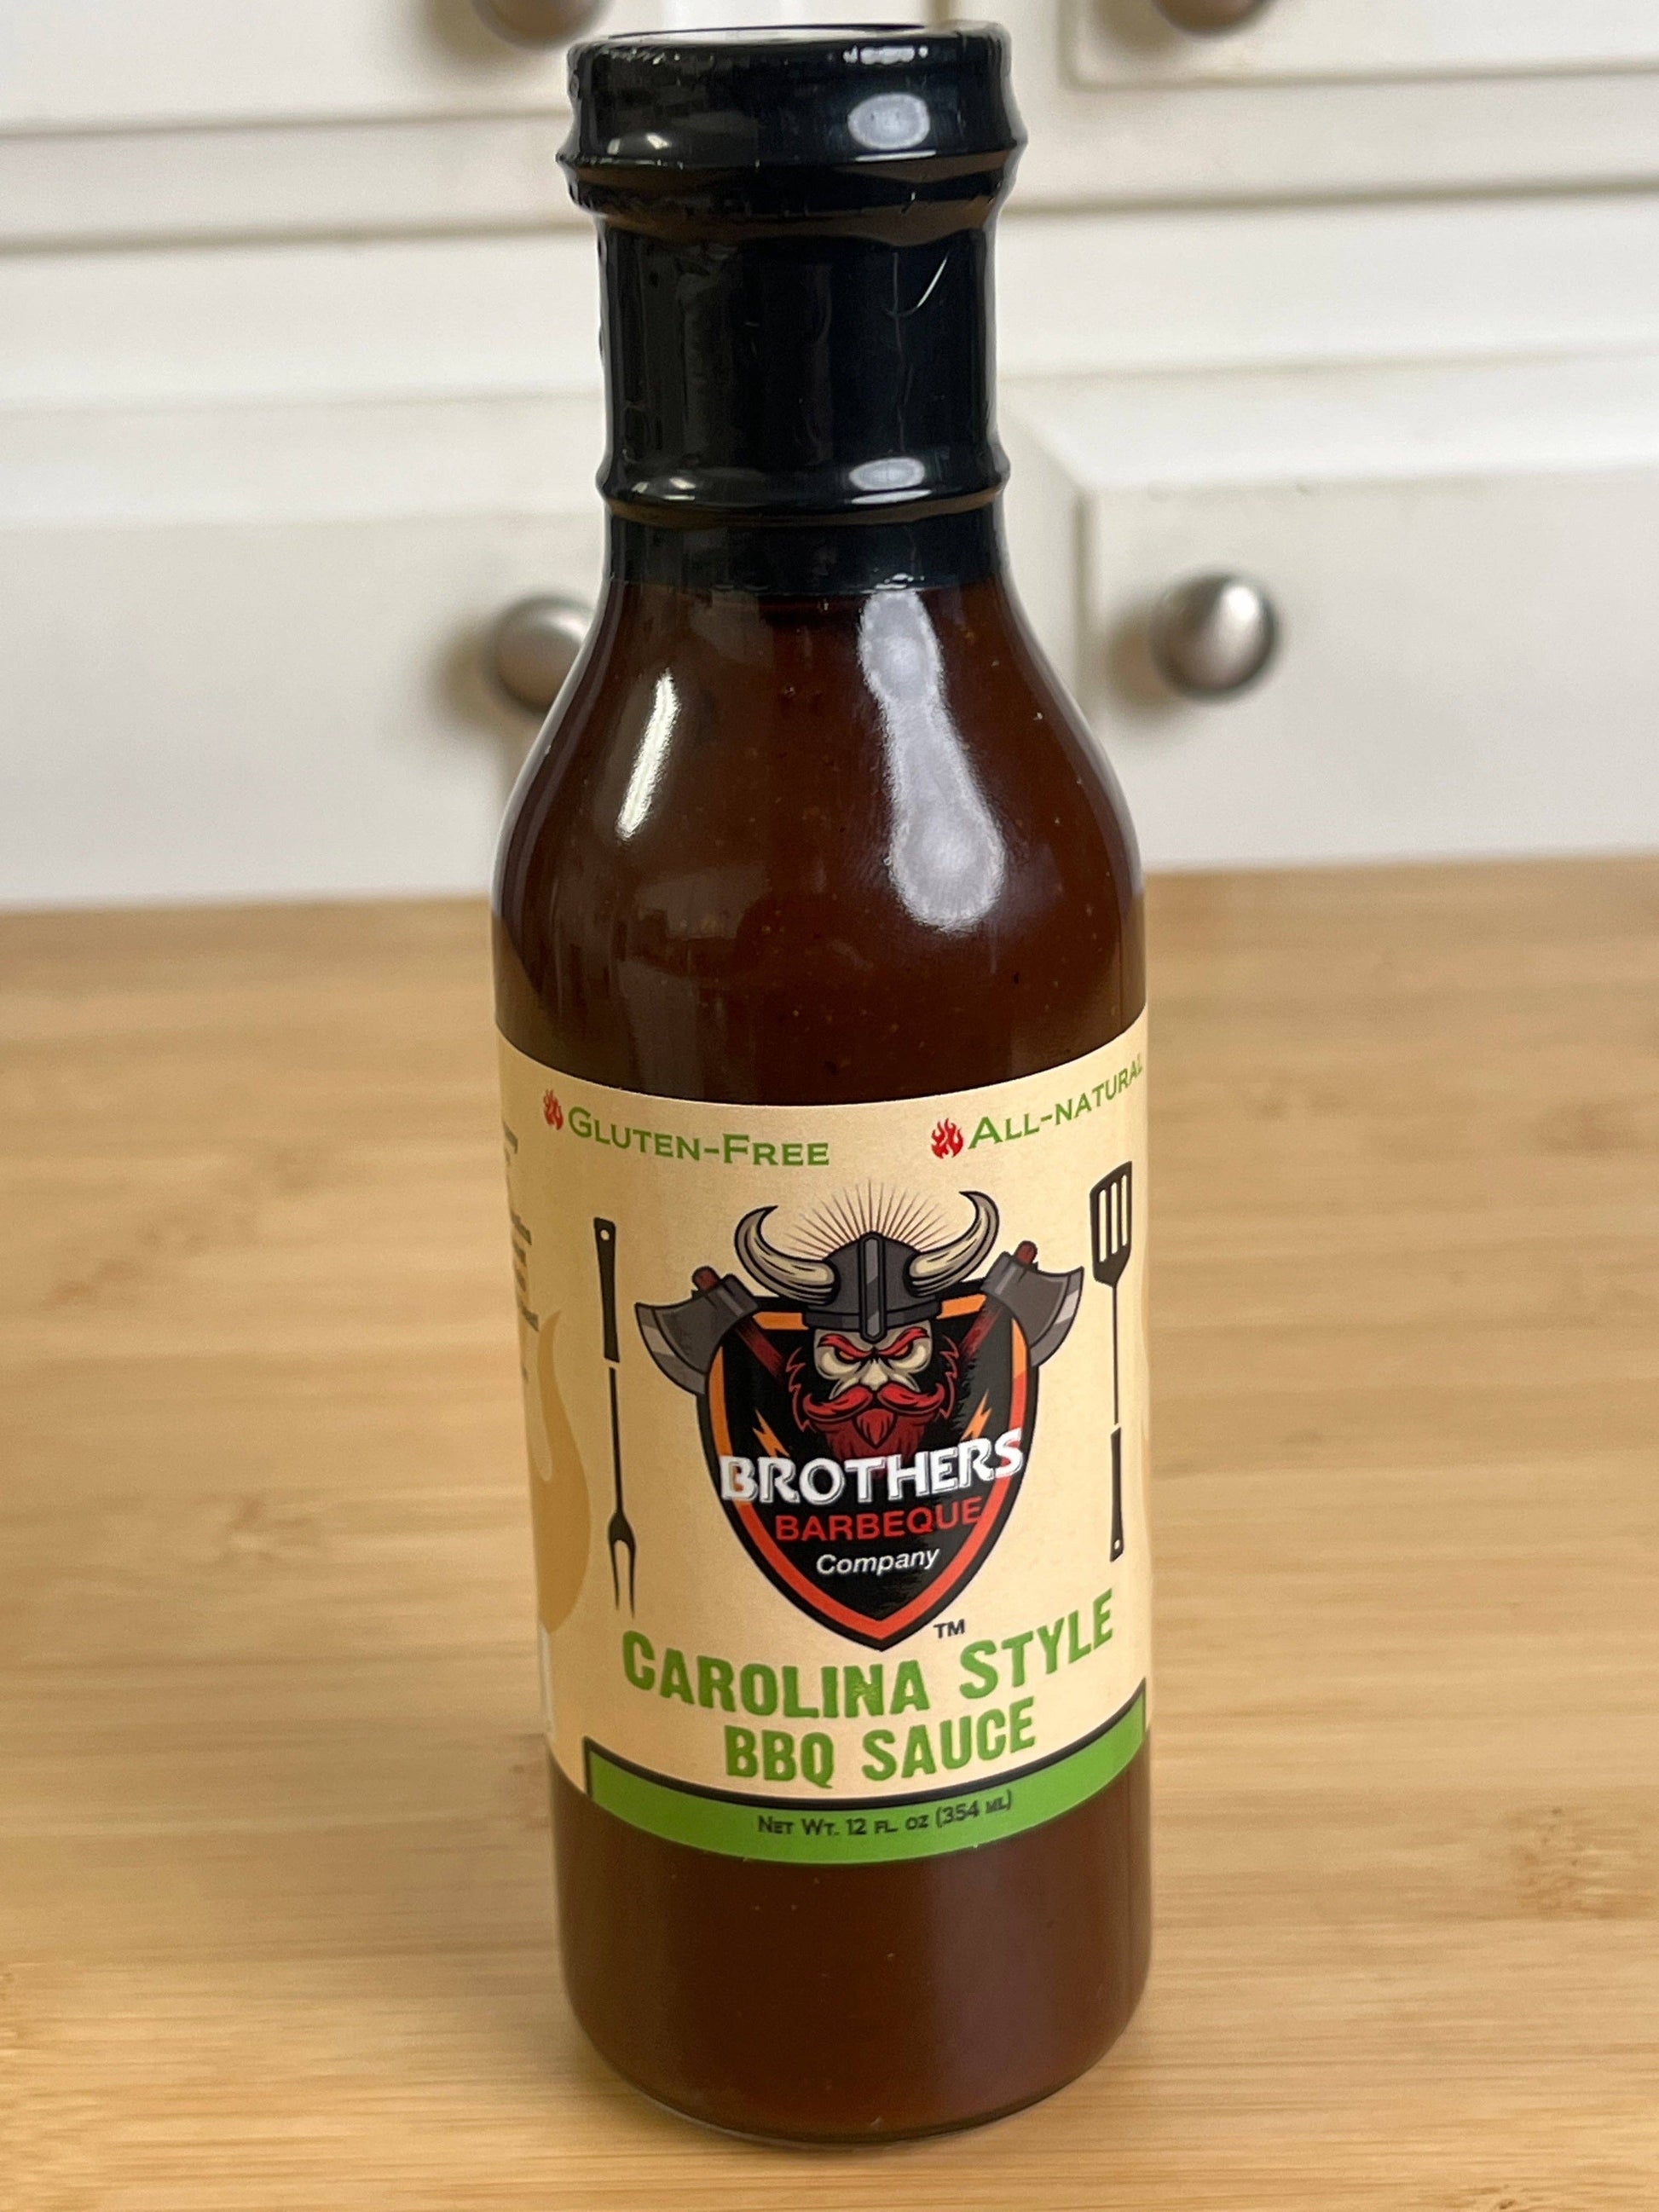 Gluten-Free
All-natural
BROTHERS
BARBEQUE
Company
TM
CAROLINA STYLE
BBQ SAUCE
Net Wt. 12 fl. oz (354 ml)